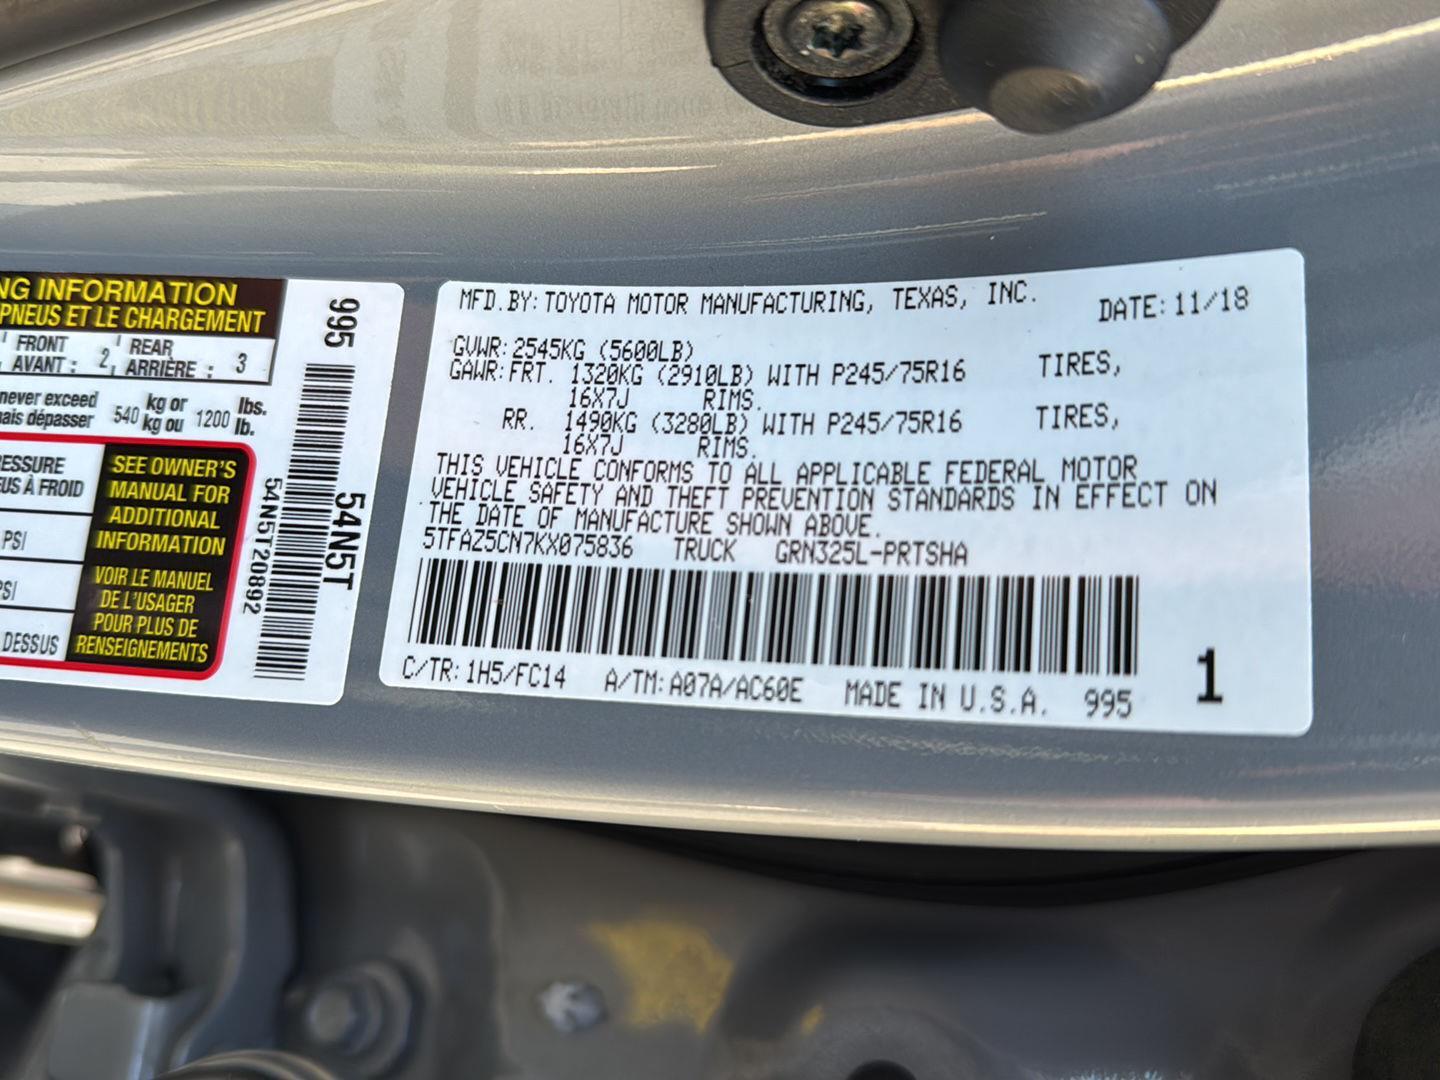 NG INFORMATION
PNEUS ET LE CHARGEMENT
FRONT 2, REAR 3
AVANT : ARRIÈRE :
never exceed 540 kg or 1200 lbs.
mais dépasser kg ou lb.
ESSURE
US À FROID
PSI
PSI
DESSUS
SEE OWNER'S
MANUAL FOR
ADDITIONAL
INFORMATION
VOIR LE MANUEL
DE L'USAGER
POUR PLUS DE
RENSEIGNEMENTS
995
54N5T
54N5T20892
MFD.BY:TOYOTA MOTOR MANUFACTURING, TEXAS, INC. DATE:11/18
GVWR:2545KG (5600LB)
GAWR:FRT. 1320KG (2910LB) WITH P245/75R16 TIRES,
16X7J RIMS.
RR. 1490KG (3280LB) WITH P245/75R16 TIRES,
16X7J RIMS.
THIS VEHICLE CONFORMS TO ALL APPLICABLE FEDERAL MOTOR
VEHICLE SAFETY AND THEFT PREVENTION STANDARDS IN EFFECT ON
THE DATE OF MANUFACTURE SHOWN ABOVE.
5TFAZ5CN7KX075836 TRUCK GRN325L-PRTSHA
C/TR:1H5/FC14 A/TM:A07A/AC60E MADE IN U.S.A. 995 1